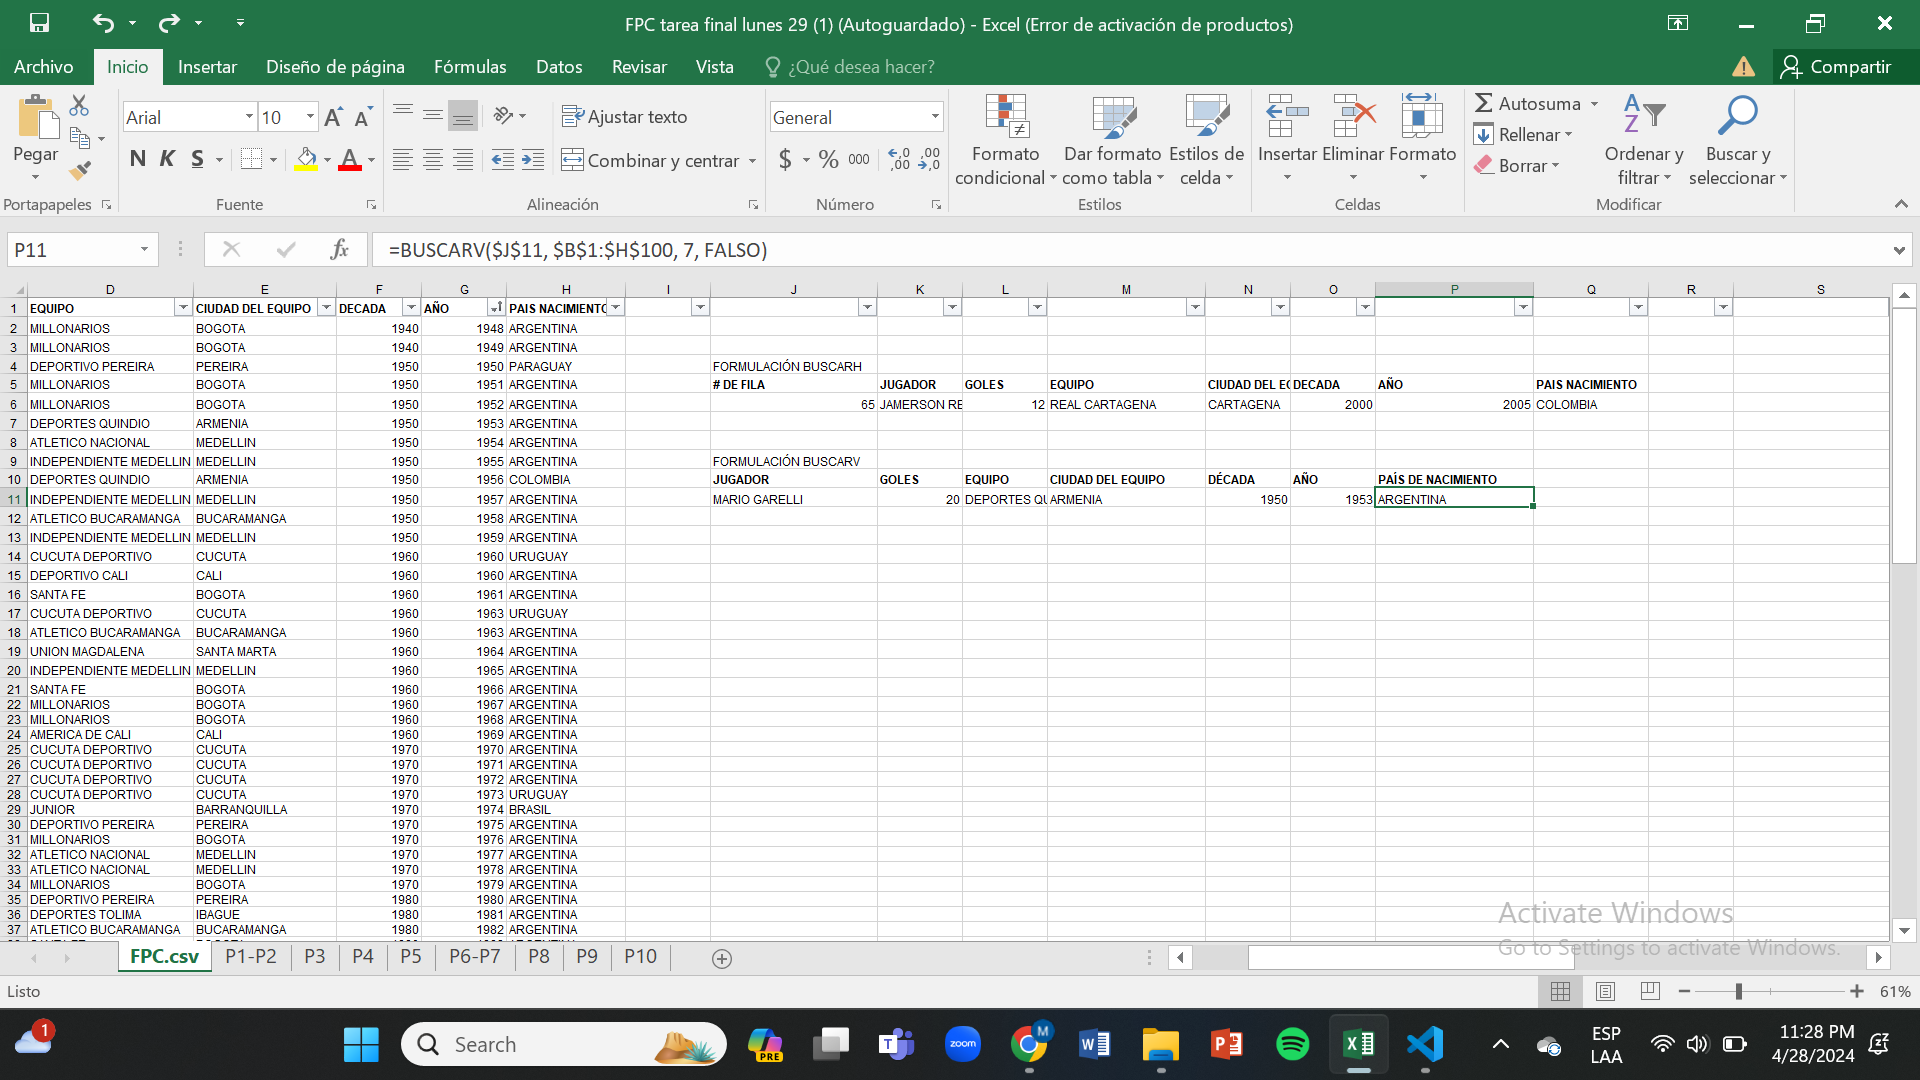 FPC tarea final lunes 29 (1) (Autoguardado) - Excel (Error de activación de productos)
Archivo Inicio Insertar Diseño de página Fórmulas Datos Revisar Vista ¿Qué desea hacer? Compartir
Arial 10 Ajustar texto General Autosuma
Rellenar
Pegar N K S Combinar y centrar $ % 000 Formato condicional Dar formato como tabla Estilos de celda Insertar Eliminar Formato Borrar Ordenar y filtrar Buscar y seleccionar
Portapapeles Fuente Alineación Número Estilos Celdas Modificar
P11 fx =BUSCARV($J$11, $B$1:$H$100, 7, FALSO)
D E F G H I J K L M N O P Q R S
1 EQUIPO CIUDAD DEL EQUIPO DECADA AÑO PAIS NACIMIENTO
2 MILLONARIOS BOGOTA 1940 1948 ARGENTINA
3 MILLONARIOS BOGOTA 1940 1949 ARGENTINA
4 DEPORTIVO PEREIRA PEREIRA 1950 1950 PARAGUAY FORMULACIÓN BUSCARH
5 MILLONARIOS BOGOTA 1950 1951 ARGENTINA # DE FILA JUGADOR GOLES EQUIPO CIUDAD DEL EQ DECADA AÑO PAIS NACIMIENTO
6 MILLONARIOS BOGOTA 1950 1952 ARGENTINA 65 JAMERSON RE 12 REAL CARTAGENA CARTAGENA 2000 2005 COLOMBIA
7 DEPORTES QUINDIO ARMENIA 1950 1953 ARGENTINA
8 ATLETICO NACIONAL MEDELLIN 1950 1954 ARGENTINA
9 INDEPENDIENTE MEDELLIN MEDELLIN 1950 1955 ARGENTINA FORMULACIÓN BUSCARV
10 DEPORTES QUINDIO ARMENIA 1950 1956 COLOMBIA JUGADOR GOLES EQUIPO CIUDAD DEL EQUIPO DÉCADA AÑO PAÍS DE NACIMIENTO
11 INDEPENDIENTE MEDELLIN MEDELLIN 1950 1957 ARGENTINA MARIO GARELLI 20 DEPORTES QU ARMENIA 1950 1953 ARGENTINA
12 ATLETICO BUCARAMANGA BUCARAMANGA 1950 1958 ARGENTINA
13 INDEPENDIENTE MEDELLIN MEDELLIN 1950 1959 ARGENTINA
14 CUCUTA DEPORTIVO CUCUTA 1960 1960 URUGUAY
15 DEPORTIVO CALI CALI 1960 1960 ARGENTINA
16 SANTA FE BOGOTA 1960 1961 ARGENTINA
17 CUCUTA DEPORTIVO CUCUTA 1960 1963 URUGUAY
18 ATLETICO BUCARAMANGA BUCARAMANGA 1960 1963 ARGENTINA
19 UNION MAGDALENA SANTA MARTA 1960 1964 ARGENTINA
20 INDEPENDIENTE MEDELLIN MEDELLIN 1960 1965 ARGENTINA
21 SANTA FE BOGOTA 1960 1966 ARGENTINA
22 MILLONARIOS BOGOTA 1960 1967 ARGENTINA
23 MILLONARIOS BOGOTA 1960 1968 ARGENTINA
24 AMERICA DE CALI CALI 1960 1969 ARGENTINA
25 CUCUTA DEPORTIVO CUCUTA 1970 1970 ARGENTINA
26 CUCUTA DEPORTIVO CUCUTA 1970 1971 ARGENTINA
27 CUCUTA DEPORTIVO CUCUTA 1970 1972 ARGENTINA
28 CUCUTA DEPORTIVO CUCUTA 1970 1973 URUGUAY
29 JUNIOR BARRANQUILLA 1970 1974 BRASIL
30 DEPORTIVO PEREIRA PEREIRA 1970 1975 ARGENTINA
31 MILLONARIOS BOGOTA 1970 1976 ARGENTINA
32 ATLETICO NACIONAL MEDELLIN 1970 1977 ARGENTINA
33 ATLETICO NACIONAL MEDELLIN 1970 1978 ARGENTINA
34 MILLONARIOS BOGOTA 1970 1979 ARGENTINA
35 DEPORTIVO PEREIRA PEREIRA 1980 1980 ARGENTINA
36 DEPORTES TOLIMA IBAGUE 1980 1981 ARGENTINA
37 ATLETICO BUCARAMANGA BUCARAMANGA 1980 1982 ARGENTINA
Activate Windows
Go to Settings to activate Windows.
FPC.csv P1-P2 P3 P4 P5 P6-P7 P8 P9 P10
Listo 61%
1 Search PRE zoom M ESP LAA 11:28 PM 4/28/2024